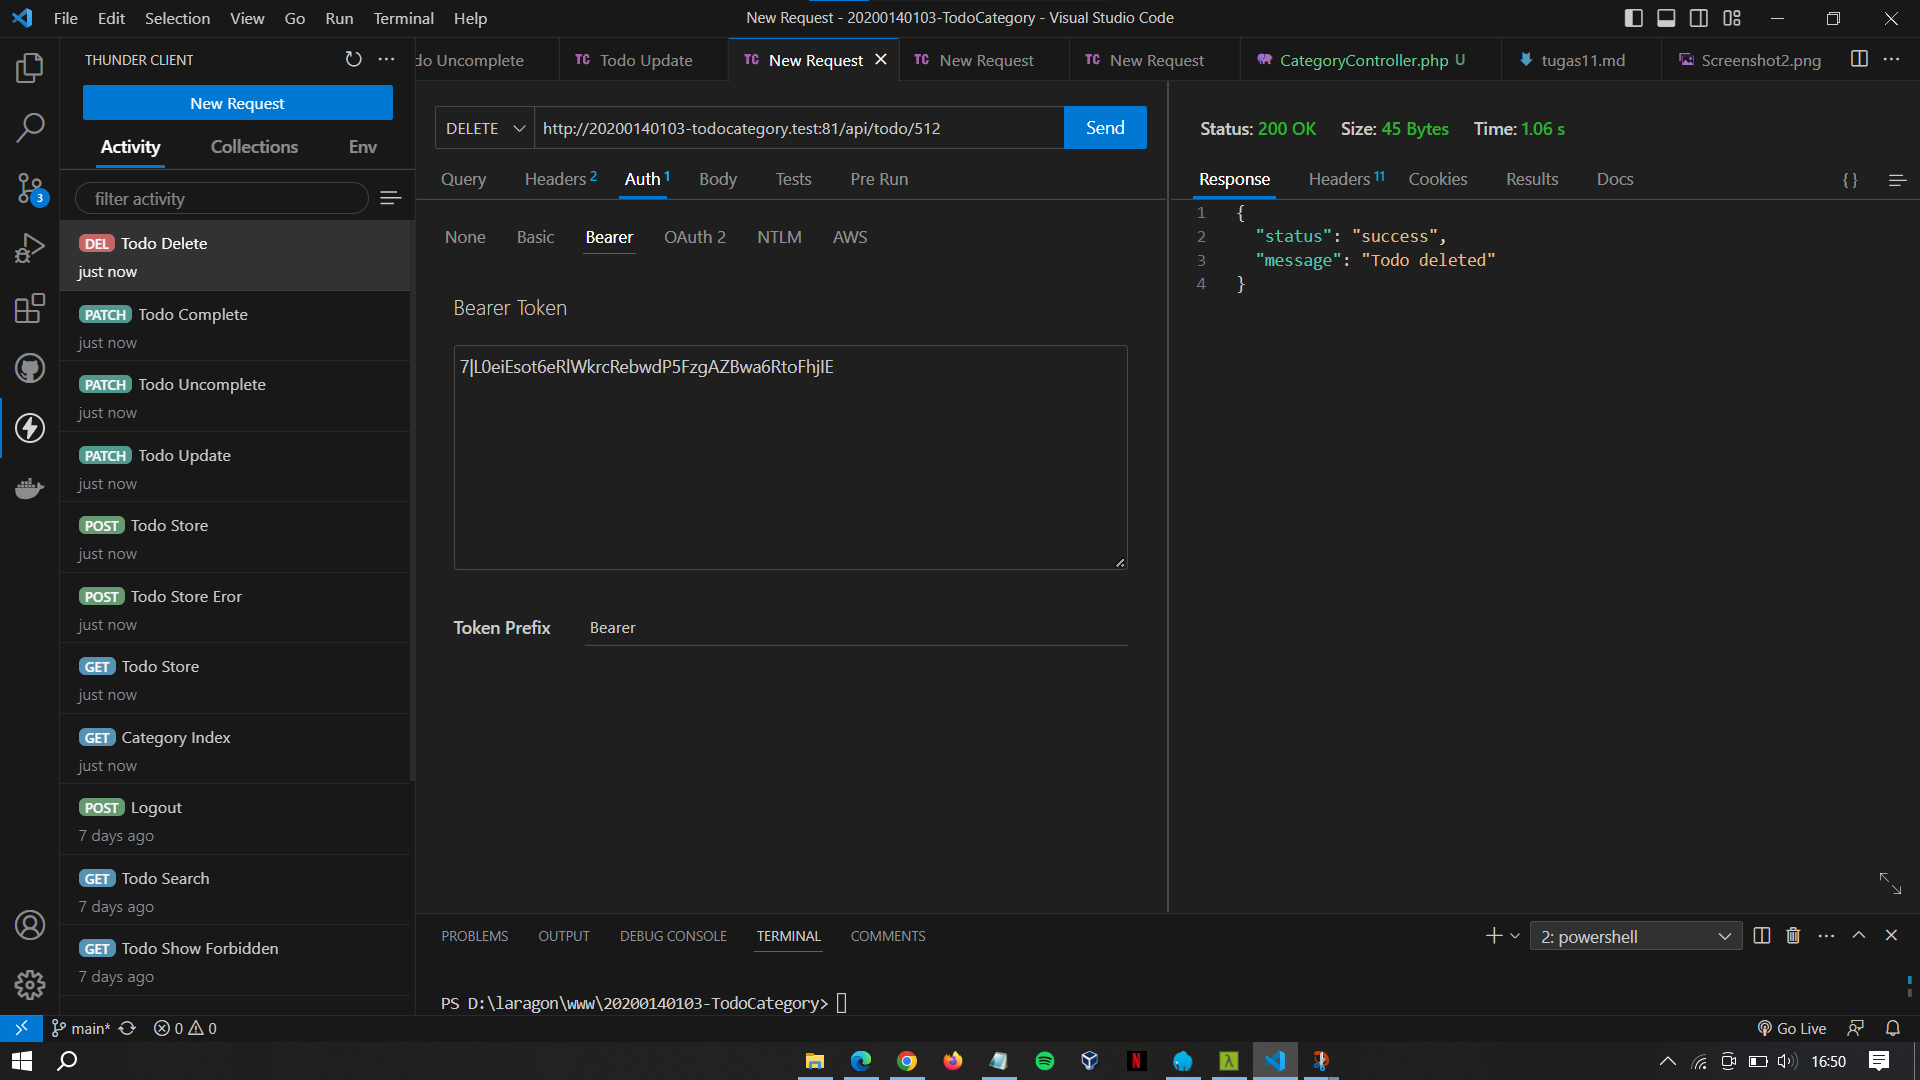 File Edit Selection View Go Run Terminal Help
New Request - 20200140103-TodoCategory - Visual Studio Code
THUNDER CLIENT
New Request
Activity Collections Env
filter activity
DEL Todo Delete
just now
PATCH Todo Complete
just now
PATCH Todo Uncomplete
just now
PATCH Todo Update
just now
POST Todo Store
just now
POST Todo Store Eror
just now
GET Todo Store
just now
GET Category Index
just now
POST Logout
7 days ago
GET Todo Search
7 days ago
GET Todo Show Forbidden
7 days ago
3
do Uncomplete
TC Todo Update
TC New Request
TC New Request
TC New Request
CategoryController.php U
tugas11.md
Screenshot2.png
DELETE http://20200140103-todocategory.test:81/api/todo/512 Send
Query Headers 2 Auth 1 Body Tests Pre Run
None Basic Bearer OAuth 2 NTLM AWS
Bearer Token
7|L0eiEsot6eRlWkrcRebwdP5FzgAZBwa6RtoFhjIE
Token Prefix Bearer
Status: 200 OK Size: 45 Bytes Time: 1.06 s
Response Headers 11 Cookies Results Docs { }
1 {
2 "status": "success",
3 "message": "Todo deleted"
4 }
PROBLEMS OUTPUT DEBUG CONSOLE TERMINAL COMMENTS
2: powershell
PS D:\laragon\www\20200140103-TodoCategory>
main* 0 0
Go Live
16:50